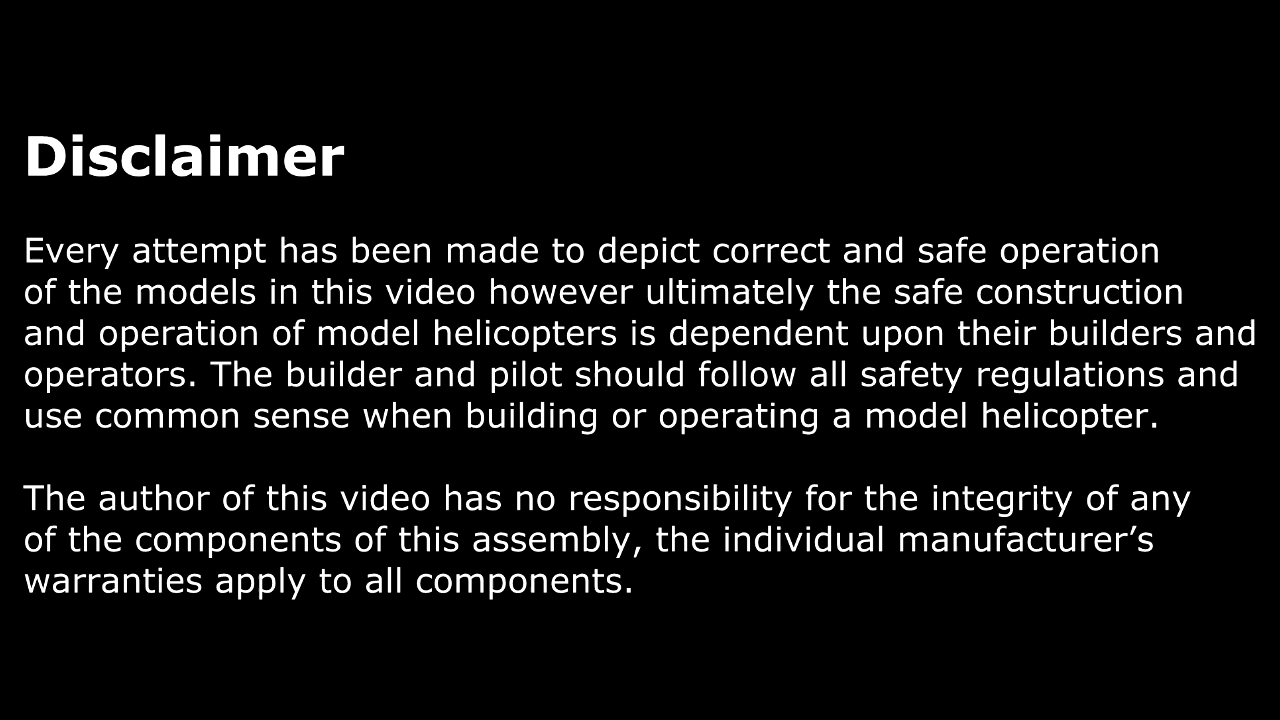 Disclaimer
Every attempt has been made to depict correct and safe operation
of the models in this video however ultimately the safe construction
and operation of model helicopters is dependent upon their builders and
operators. The builder and pilot should follow all safety regulations and
use common sense when building or operating a model helicopter.
The author of this video has no responsibility for the integrity of any
of the components of this assembly, the individual manufacturer’s
warranties apply to all components.